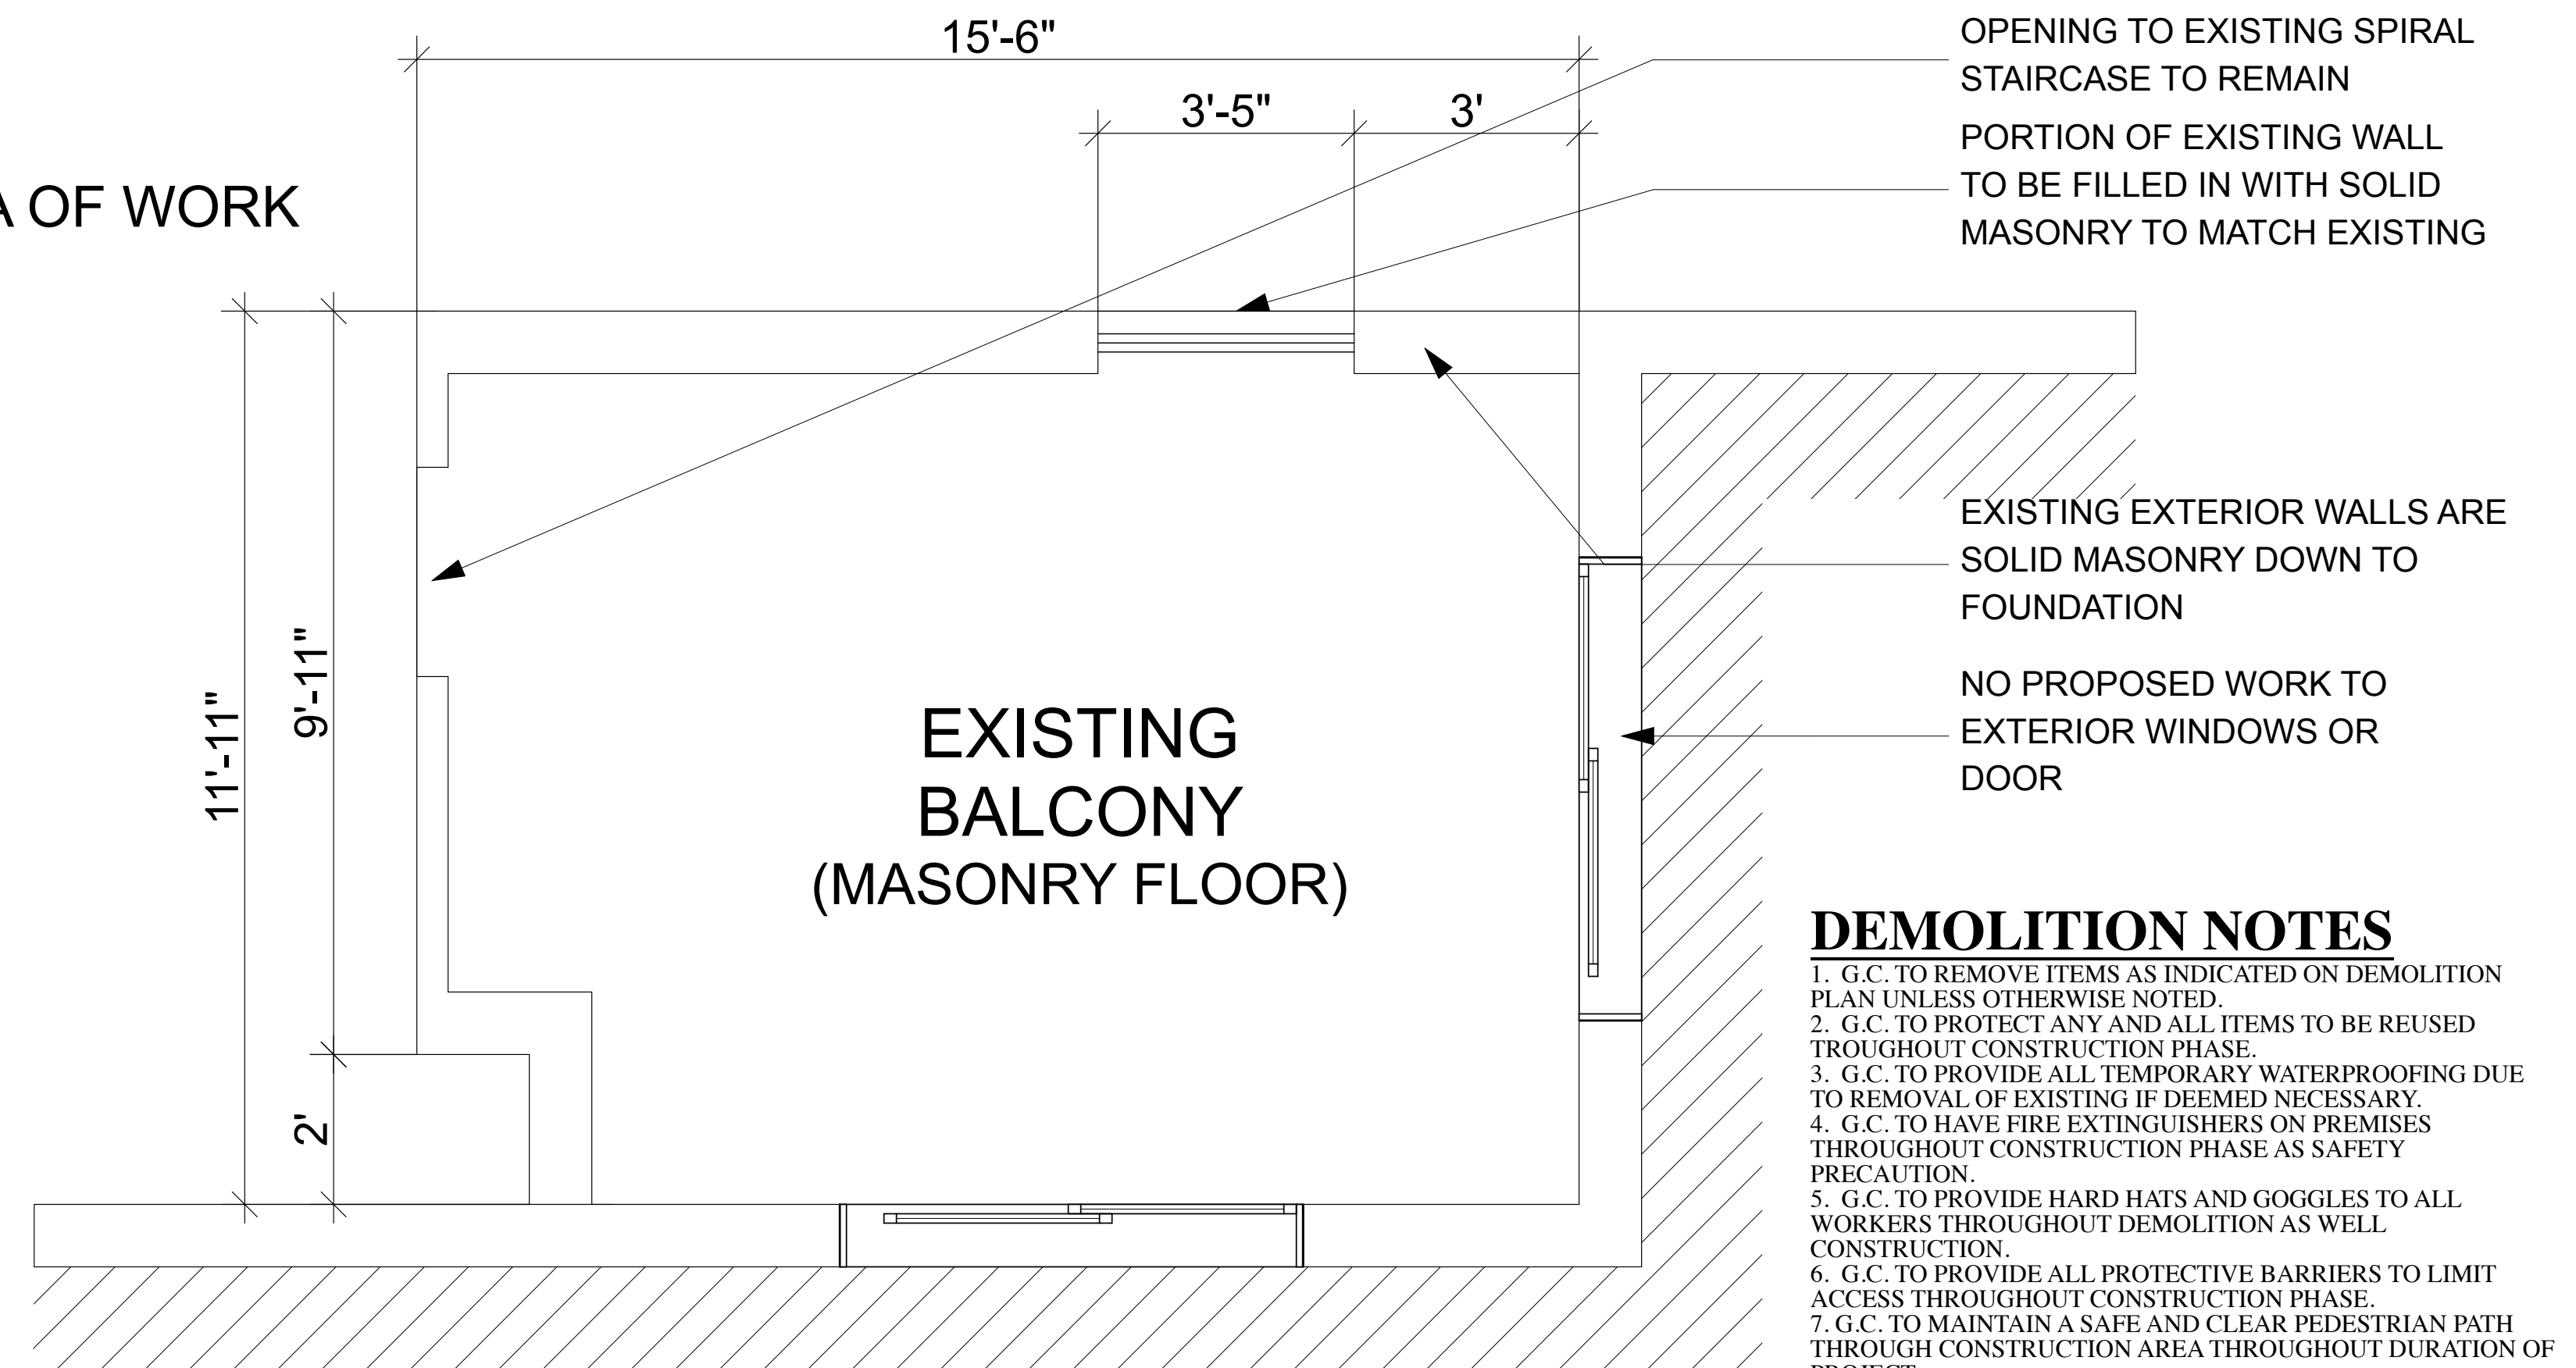 15'-6"
3'-5"
3'
OPENING TO EXISTING SPIRAL
STAIRCASE TO REMAIN
PORTION OF EXISTING WALL
TO BE FILLED IN WITH SOLID
MASONRY TO MATCH EXISTING
A OF WORK
EXISTING EXTERIOR WALLS ARE
SOLID MASONRY DOWN TO
FOUNDATION
NO PROPOSED WORK TO
EXTERIOR WINDOWS OR
DOOR
11'-11"
9'-11"
2'
EXISTING
BALCONY
(MASONRY FLOOR)
DEMOLITION NOTES
1. G.C. TO REMOVE ITEMS AS INDICATED ON DEMOLITION
PLAN UNLESS OTHERWISE NOTED.
2. G.C. TO PROTECT ANY AND ALL ITEMS TO BE REUSED
TROUGHOUT CONSTRUCTION PHASE.
3. G.C. TO PROVIDE ALL TEMPORARY WATERPROOFING DUE
TO REMOVAL OF EXISTING IF DEEMED NECESSARY.
4. G.C. TO HAVE FIRE EXTINGUISHERS ON PREMISES
THROUGHOUT CONSTRUCTION PHASE AS SAFETY
PRECAUTION.
5. G.C. TO PROVIDE HARD HATS AND GOGGLES TO ALL
WORKERS THROUGHOUT DEMOLITION AS WELL
CONSTRUCTION.
6. G.C. TO PROVIDE ALL PROTECTIVE BARRIERS TO LIMIT
ACCESS THROUGHOUT CONSTRUCTION PHASE.
7. G.C. TO MAINTAIN A SAFE AND CLEAR PEDESTRIAN PATH
THROUGH CONSTRUCTION AREA THROUGHOUT DURATION OF